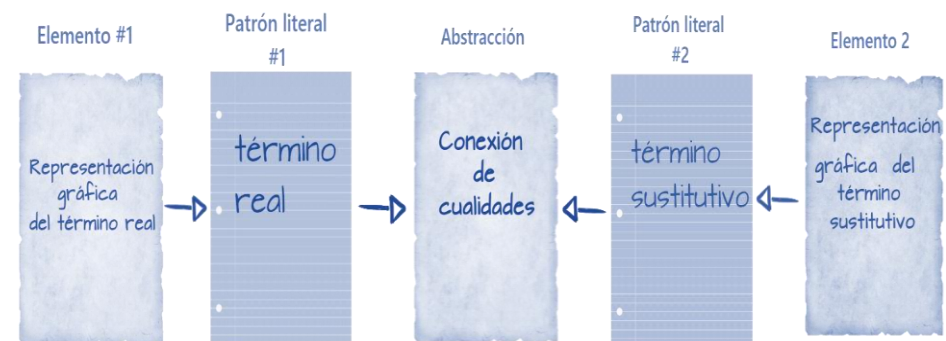 Elemento #1
Representación
gráfica
del término real
Patrón literal
#1
término
real
Abstracción
Conexión
de
cualidades
Patrón literal
#2
término
sustitutivo
Elemento 2
Representación
gráfica del
término
sustitutivo